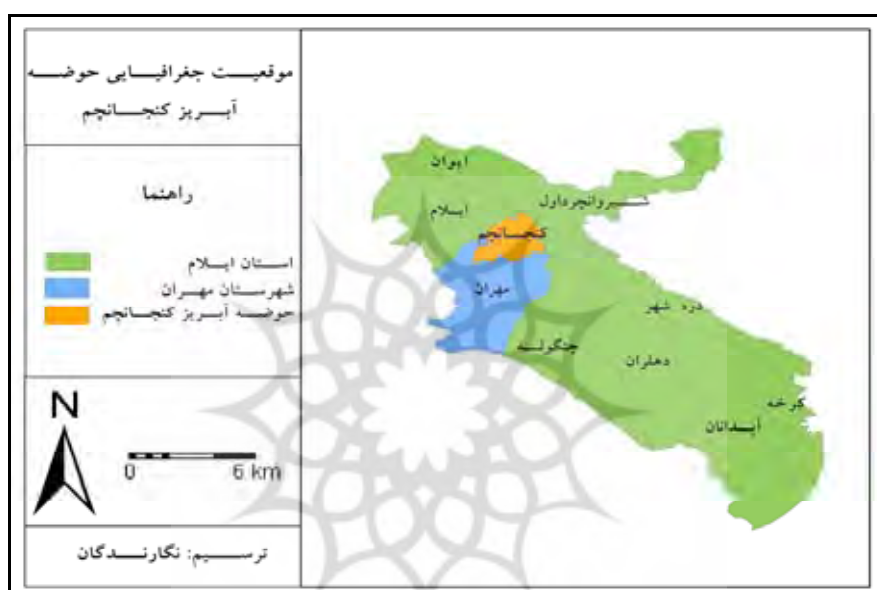 موقعیت جغرافیایی حوضه
آبریز کنجانچم
راهنما
استان ایلام
شهرستان مهران
حوضه آبریز کنجانچم
N
0 6 km
ترسیم: نگارندگان
ایوان
شیروانچرداول
ایلام
کنجانچم
مهران
دره شهر
چنگوله
دهلران
کرخه
آبدانان